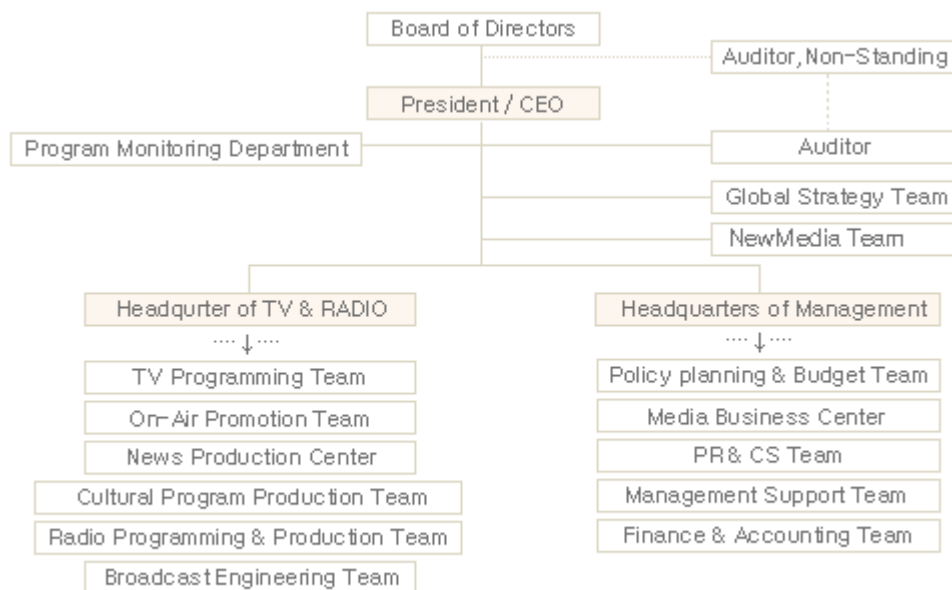 Board of Directors
Auditor, Non-Standing
President / CEO
Program Monitoring Department
Auditor
Global Strategy Team
NewMedia Team
Headqurter of TV & RADIO
Headquarters of Management
TV Programming Team
On-Air Promotion Team
News Production Center
Cultural Program Production Team
Radio Programming & Production Team
Broadcast Engineering Team
Policy planning & Budget Team
Media Business Center
PR & CS Team
Management Support Team
Finance & Accounting Team